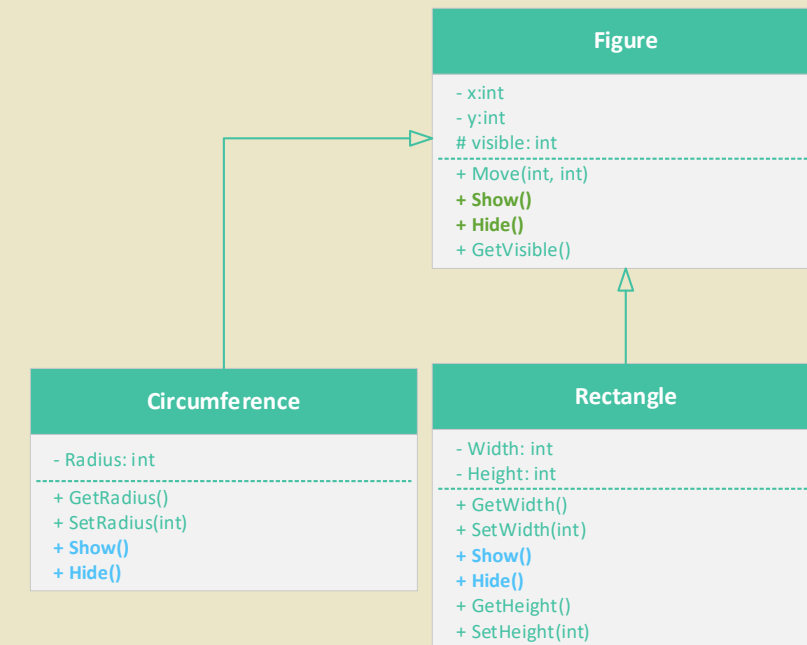 Figure
- x:int
- y:int
# visible: int
+ Move(int, int)
+ Show()
+ Hide()
+ GetVisible()
Circumference
- Radius: int
+ GetRadius()
+ SetRadius(int)
+ Show()
+ Hide()
Rectangle
- Width: int
- Height: int
+ GetWidth()
+ SetWidth(int)
+ Show()
+ Hide()
+ GetHeight()
+ SetHeight(int)